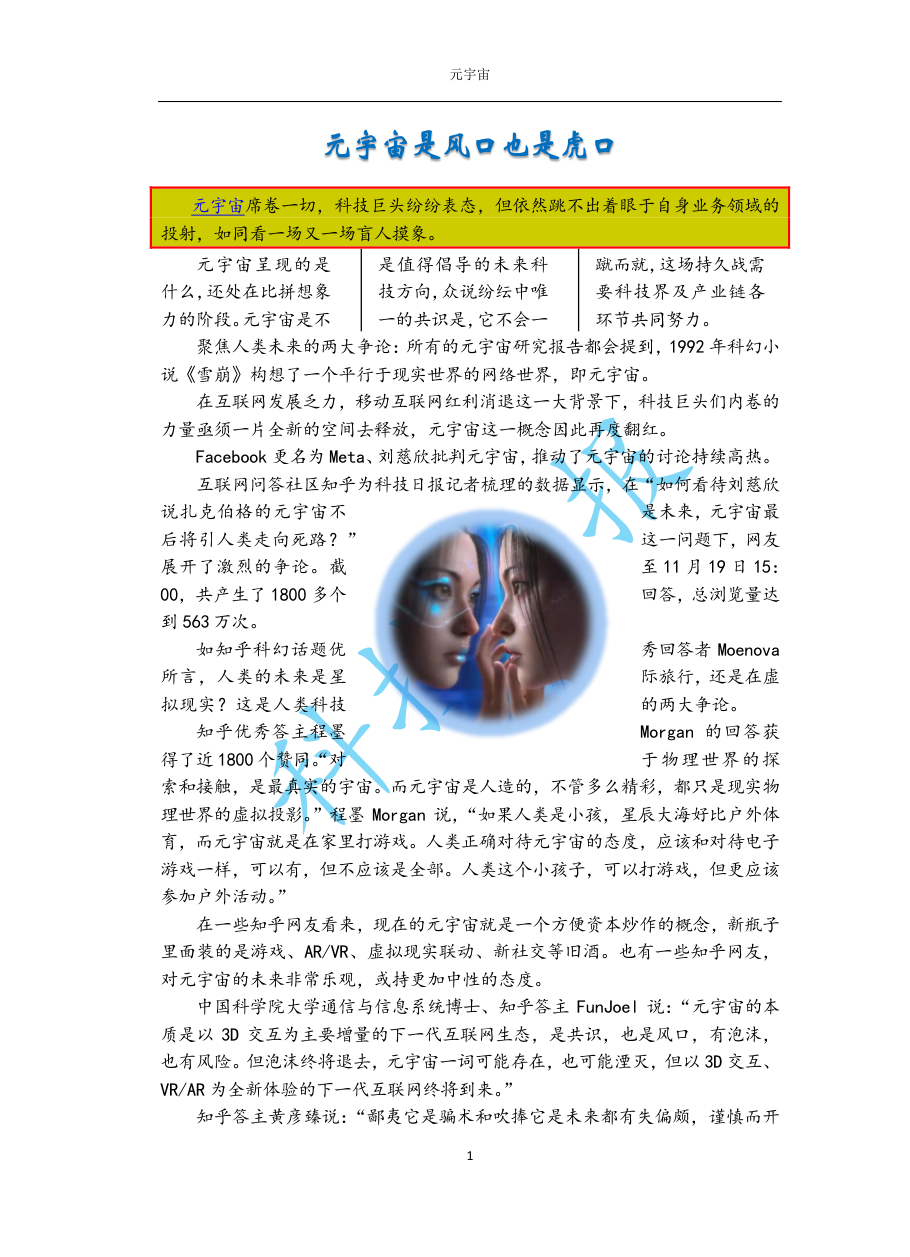 元宇宙
元宇宙是风口也是虎口
元宇宙席卷一切，科技巨头纷纷表态，但依然跳不出着眼于自身业务领域的
投射，如同看一场又一场盲人摸象。
元宇宙呈现的是
什么,还处在比拼想象
力的阶段。元宇宙是不
是值得倡导的未来科
技方向,众说纷纭中唯
一的共识是,它不会一
蹴而就,这场持久战需
要科技界及产业链各
环节共同努力。
聚焦人类未来的两大争论：所有的元宇宙研究报告都会提到，1992年科幻小
说《雪崩》构想了一个平行于现实世界的网络世界，即元宇宙。
在互联网发展乏力，移动互联网红利消退这一大背景下，科技巨头们内卷的
力量亟须一片全新的空间去释放，元宇宙这一概念因此再度翻红。
Facebook更名为Meta、刘慈欣批判元宇宙，推动了元宇宙的讨论持续高热。
互联网问答社区知乎为科技日报记者梳理的数据显示，在“如何看待刘慈欣
说扎克伯格的元宇宙不 是未来，元宇宙最
后将引人类走向死路？” 这一问题下，网友
展开了激烈的争论。截 至11月19日15：
00，共产生了1800多个 回答，总浏览量达
到563万次。
如知乎科幻话题优 秀回答者Moenova
所言，人类的未来是星 际旅行，还是在虚
拟现实？这是人类科技 的两大争论。
知乎优秀答主程墨 Morgan 的回答获
得了近1800个赞同。“对 于物理世界的探
索和接触，是最真实的宇宙。而元宇宙是人造的，不管多么精彩，都只是现实物
理世界的虚拟投影。”程墨 Morgan 说，“如果人类是小孩，星辰大海好比户外体
育，而元宇宙就是在家里打游戏。人类正确对待元宇宙的态度，应该和对待电子
游戏一样，可以有，但不应该是全部。人类这个小孩子，可以打游戏，但更应该
参加户外活动。”
在一些知乎网友看来，现在的元宇宙就是一个方便资本炒作的概念，新瓶子
里面装的是游戏、AR/VR、虚拟现实联动、新社交等旧酒。也有一些知乎网友，
对元宇宙的未来非常乐观，或持更加中性的态度。
中国科学院大学通信与信息系统博士、知乎答主 FunJoel 说：“元宇宙的本
质是以 3D 交互为主要增量的下一代互联网生态，是共识，也是风口，有泡沫，
也有风险。但泡沫终将退去，元宇宙一词可能存在，也可能湮灭，但以3D交互、
VR/AR为全新体验的下一代互联网终将到来。”
知乎答主黄彦臻说：“鄙夷它是骗术和吹捧它是未来都有失偏颇，谨慎而开
科技报
1